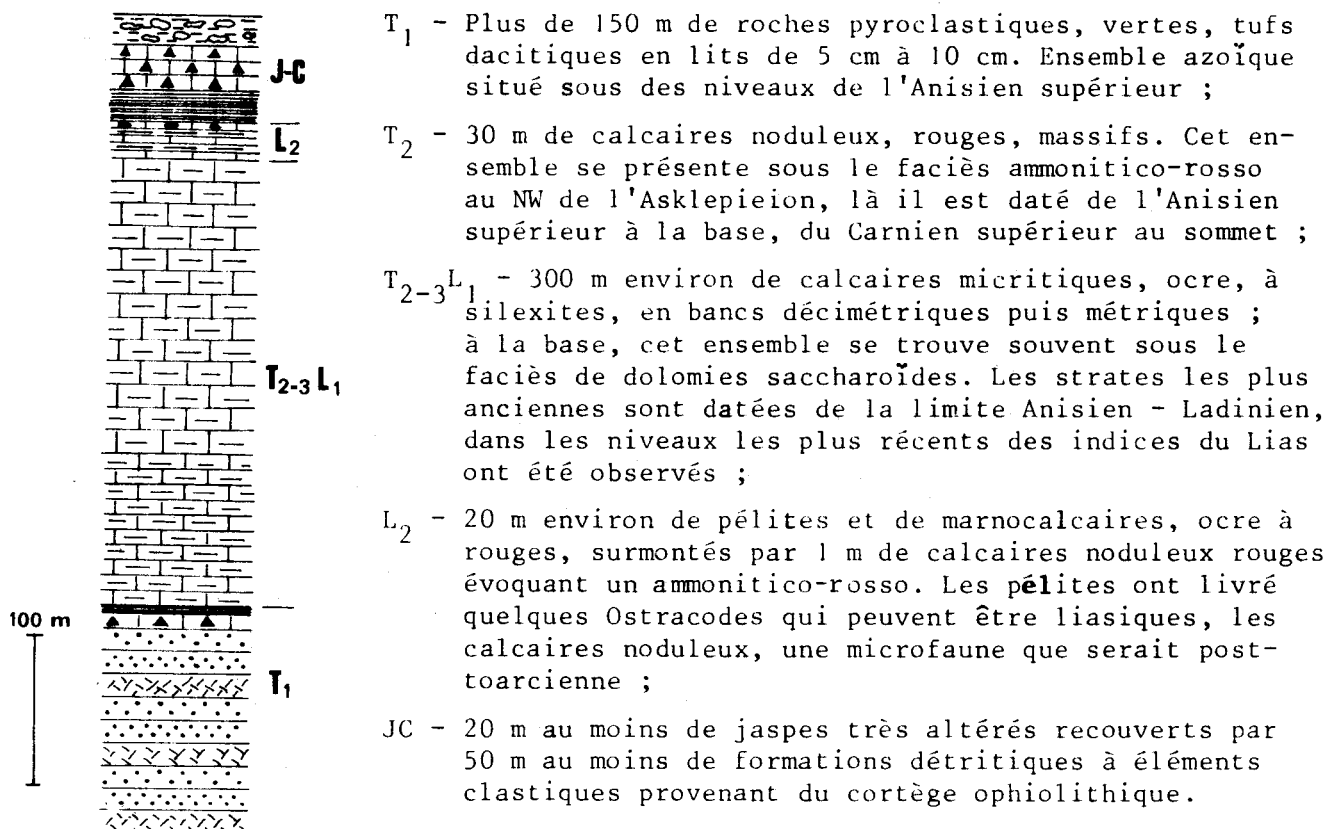 J-C
L₂
T₂₋₃ L₁
100 m
T₁
T₁ - Plus de 150 m de roches pyroclastiques, vertes, tufs
dacitiques en lits de 5 cm à 10 cm. Ensemble azoïque
situé sous des niveaux de l'Anisien supérieur ;
T₂ - 30 m de calcaires noduleux, rouges, massifs. Cet en-
semble se présente sous le faciès ammonitico-rosso
au NW de l'Asklepieion, là il est daté de l'Anisien
supérieur à la base, du Carnien supérieur au sommet ;
T₂₋₃L₁ - 300 m environ de calcaires micritiques, ocre, à
silexites, en bancs décimétriques puis métriques ;
à la base, cet ensemble se trouve souvent sous le
faciès de dolomies saccharoïdes. Les strates les plus
anciennes sont datées de la limite Anisien - Ladinien,
dans les niveaux les plus récents des indices du Lias
ont été observés ;
L₂ - 20 m environ de pélites et de marnocalcaires, ocre à
rouges, surmontés par 1 m de calcaires noduleux rouges
évoquant un ammonitico-rosso. Les pélites ont livré
quelques Ostracodes qui peuvent être liasiques, les
calcaires noduleux, une microfaune que serait post-
toarcienne ;
JC - 20 m au moins de jaspes très altérés recouverts par
50 m au moins de formations détritiques à éléments
clastiques provenant du cortège ophiolithique.